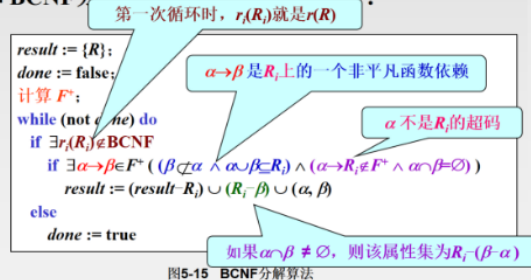 BCNF)
第一次循环时，ri(Ri)就是r(R)
result := {R};
done := false;
计算 F+;
while (not done) do
if ∃ri(Ri)∉BCNF
if ∃α→β∈F+ ( (β⊄α ∧ α∪β⊆Ri) ∧ (α→Ri∉F+ ∧ α∩β=∅) )
result := (result−Ri) ∪ (Ri−β) ∪ (α, β)
else
done := true
α→β是Ri上的一个非平凡函数依赖
α 不是Ri的超码
如果α∩β ≠ ∅，则该属性集为Ri−(β−α)
图5-15 BCNF分解算法